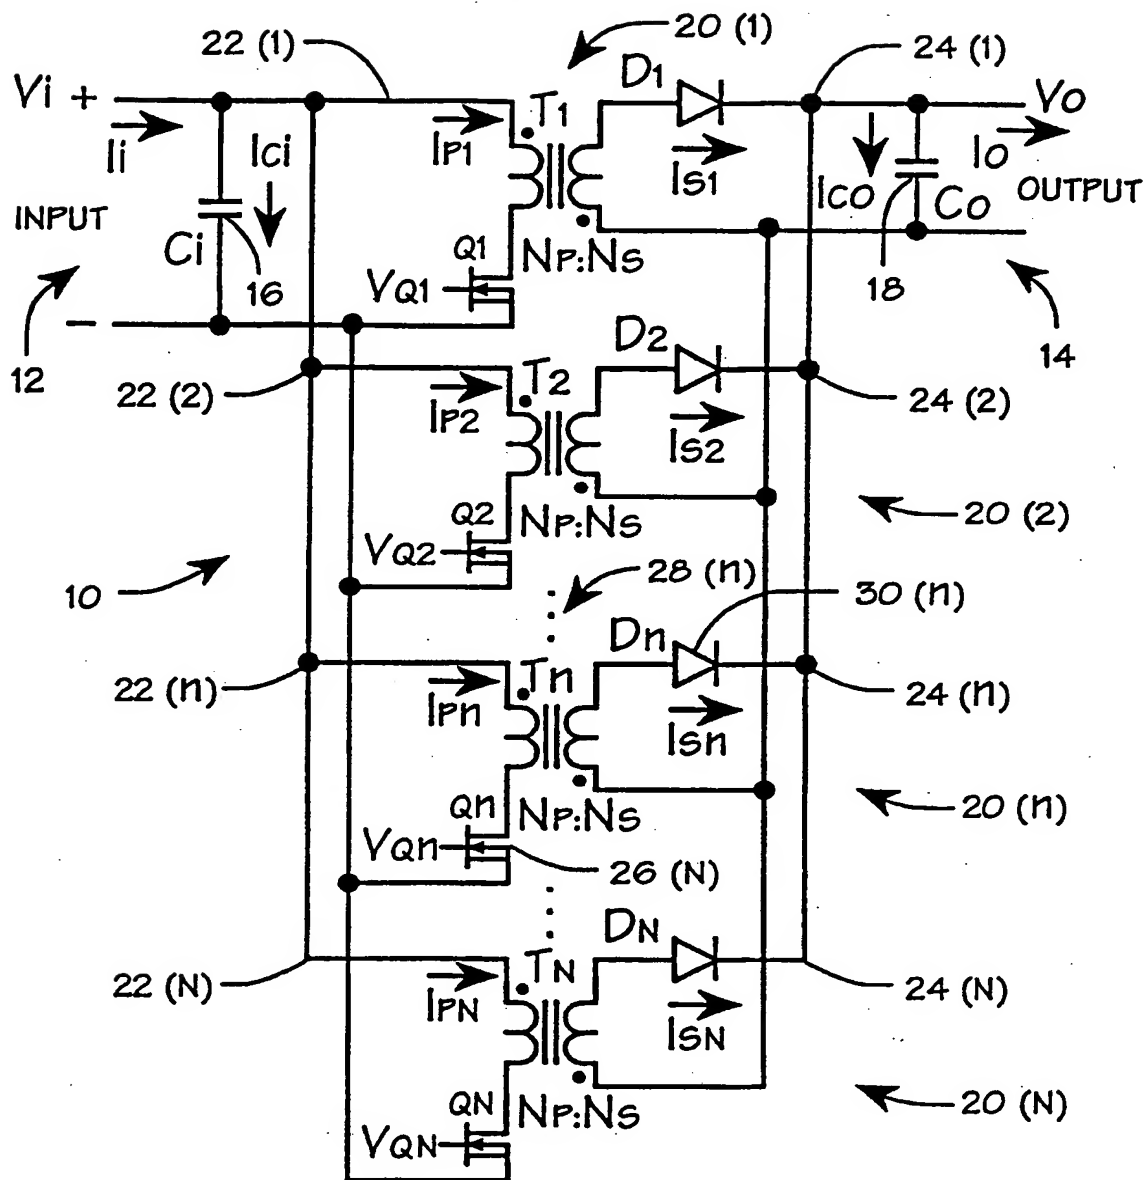 22 (1)
20 (1)
24 (1)
Vi +
D1
Vo
T1
Ii
Ici
IP1
IS1
Ico
Io
INPUT
OUTPUT
Ci
16
Q1
NP:NS
VQ1
Co
18
−
12
14
D2
T2
22 (2)
IP2
IS2
24 (2)
Q2
NP:NS
VQ2
20 (2)
10
28 (n)
30 (n)
Dn
Tn
22 (n)
IPn
ISn
24 (n)
Qn
NP:NS
VQn
20 (n)
26 (N)
DN
TN
22 (N)
IPN
ISN
24 (N)
QN
NP:NS
VQN
20 (N)